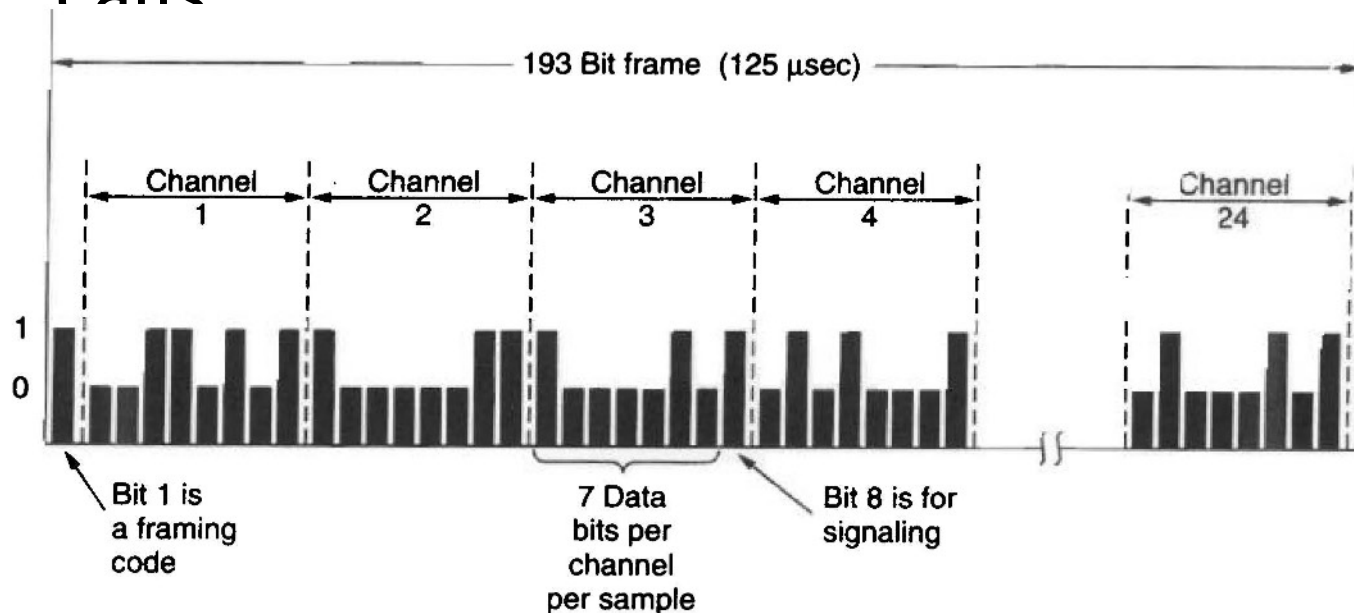 193 Bit frame (125 μsec)
Channel
1
Channel
2
Channel
3
Channel
4
Channel
24
1
0
Bit 1 is
a framing
code
7 Data
bits per
channel
per sample
Bit 8 is for
signaling